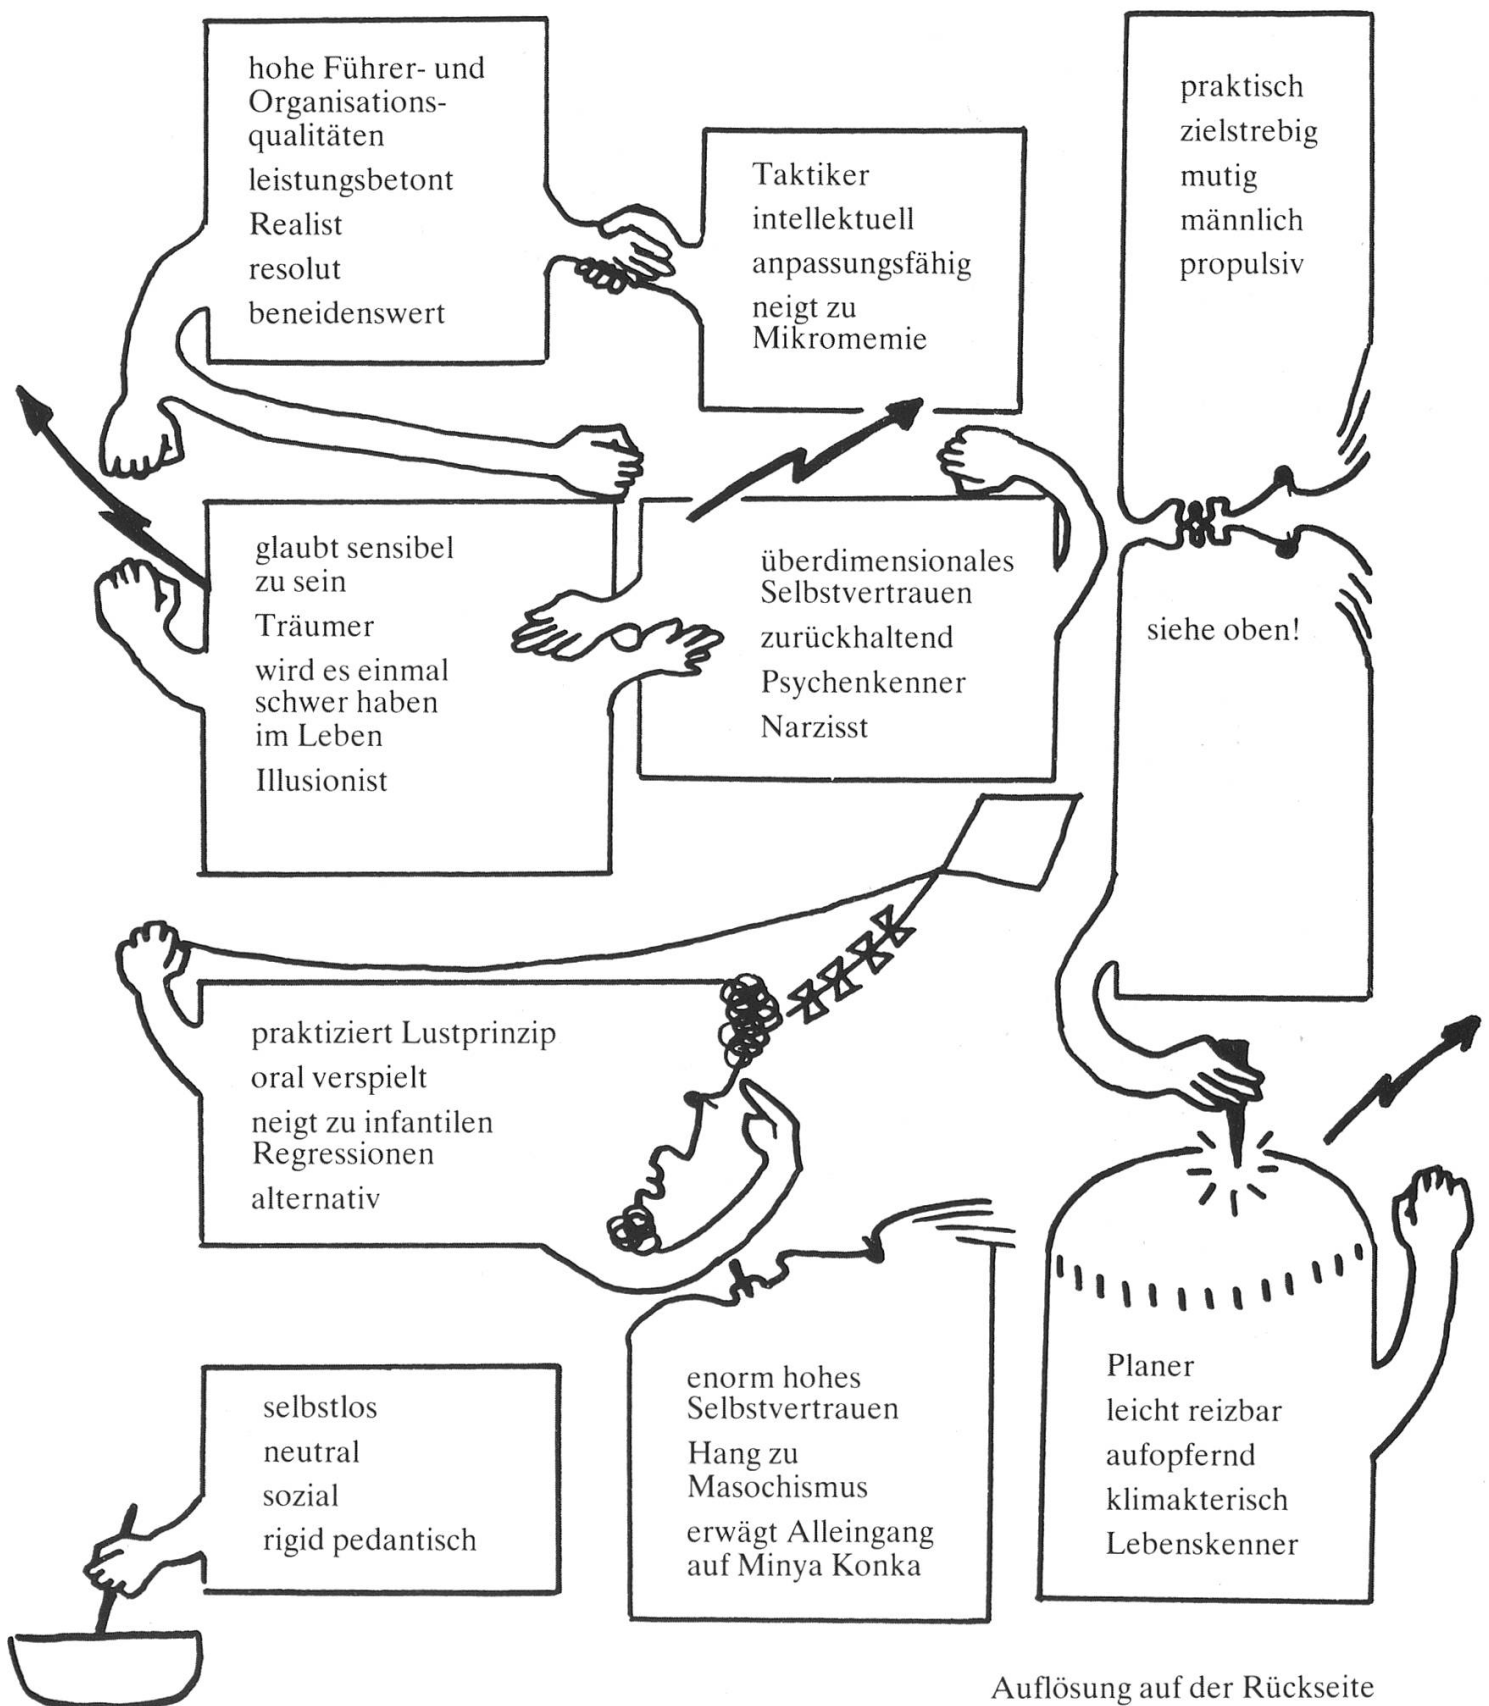 hohe Führer- und
Organisations-
qualitäten
leistungsbetont
Realist
resolut
beneidenswert
Taktiker
intellektuell
anpassungsfähig
neigt zu
Mikromemie
praktisch
zielstrebig
mutig
männlich
propulsiv
glaubt sensibel
zu sein
Träumer
wird es einmal
schwer haben
im Leben
Illusionist
überdimensionales
Selbstvertrauen
zurückhaltend
Psychenkenner
Narzisst
siehe oben!
praktiziert Lustprinzip
oral verspielt
neigt zu infantilen
Regressionen
alternativ
selbstlos
neutral
sozial
rigid pedantisch
enorm hohes
Selbstvertrauen
Hang zu
Masochismus
erwägt Alleingang
auf Minya Konka
Planer
leicht reizbar
aufopfernd
klimakterisch
Lebenskenner
Auflösung auf der Rückseite